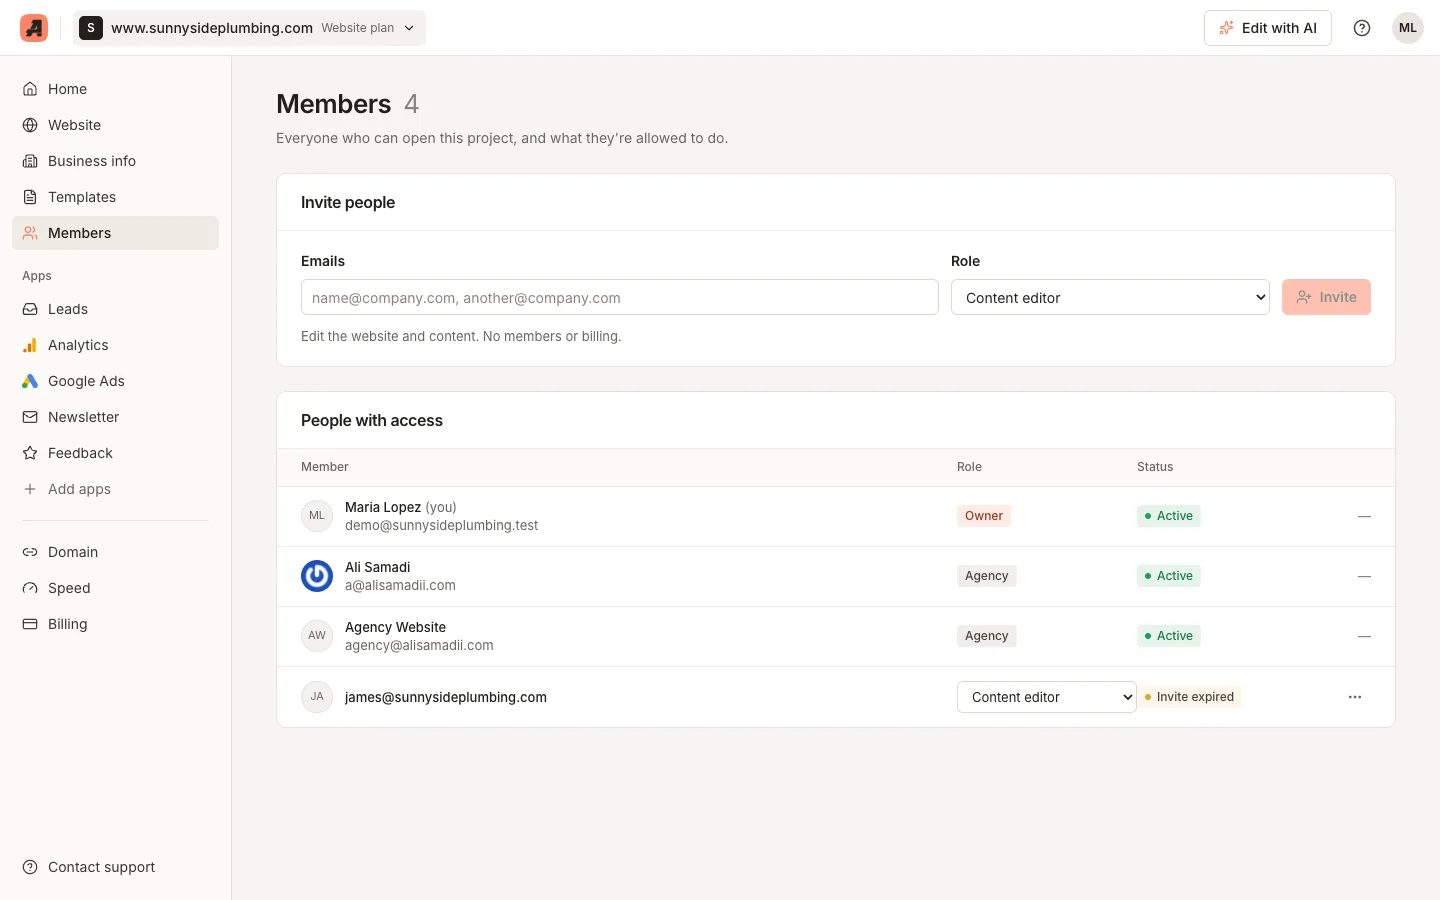 S www.sunnysideplumbing.com Website plan
Edit with AI
ML
Home
Website
Business info
Templates
Members
Apps
Leads
Analytics
Google Ads
Newsletter
Feedback
Add apps
Domain
Speed
Billing
Contact support
Members 4
Everyone who can open this project, and what they're allowed to do.
Invite people
Emails Role
name@company.com, another@company.com Content editor Invite
Edit the website and content. No members or billing.
People with access
Member Role Status
ML Maria Lopez (you) Owner Active —
demo@sunnysideplumbing.test
Ali Samadi Agency Active —
a@alisamadii.com
AW Agency Website Agency Active —
agency@alisamadii.com
JA james@sunnysideplumbing.com Content editor Invite expired ...